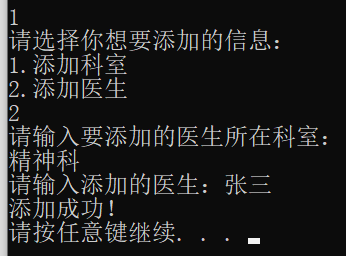 1
请选择你想要添加的信息：
1.添加科室
2.添加医生
2
请输入要添加的医生所在科室：
精神科
请输入添加的医生：张三
添加成功！
请按任意键继续. . .